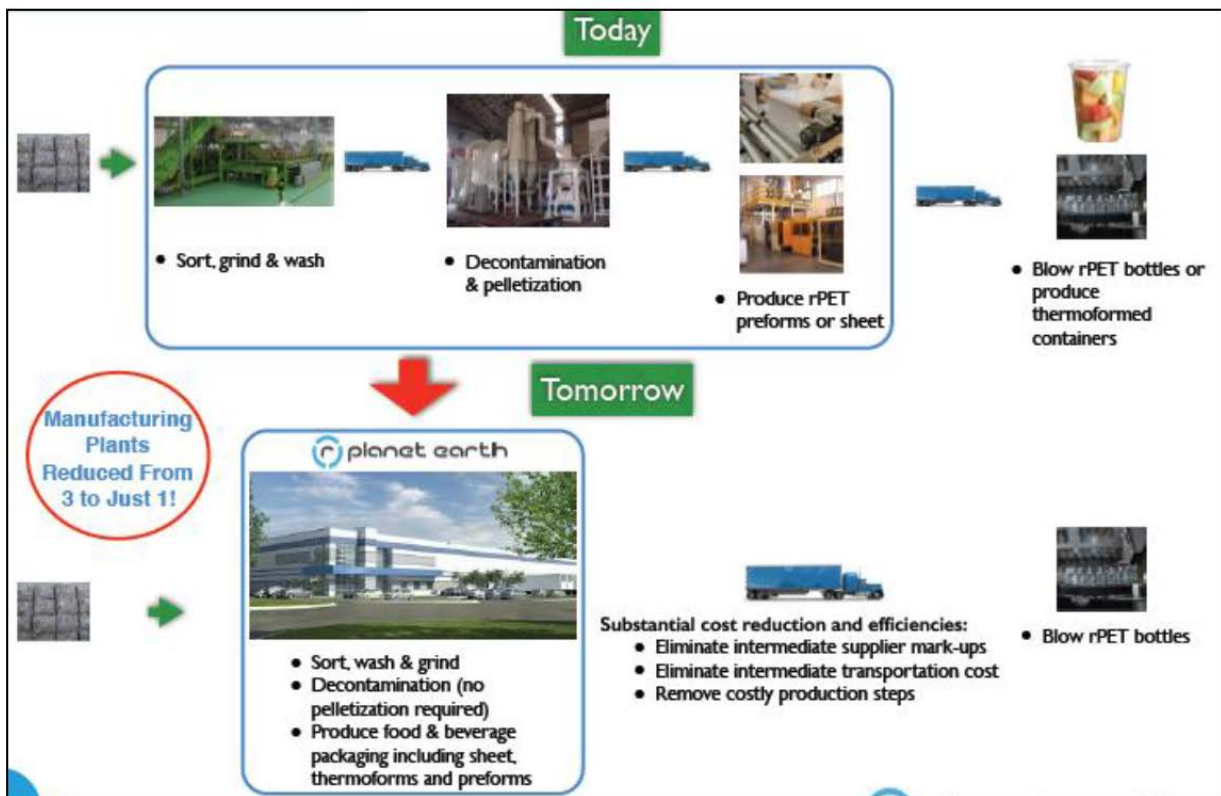 Today
• Sort, grind & wash
• Decontamination
& pelletization
• Produce rPET
preforms or sheet
• Blow rPET bottles or
produce
thermoformed
containers
Tomorrow
Manufacturing
Plants
Reduced From
3 to Just 1!
r planet earth
• Sort, wash & grind
• Decontamination (no
pelletization required)
• Produce food & beverage
packaging including sheet,
thermoforms and preforms
Substantial cost reduction and efficiencies:
• Eliminate intermediate supplier mark-ups
• Eliminate intermediate transportation cost
• Remove costly production steps
• Blow rPET bottles